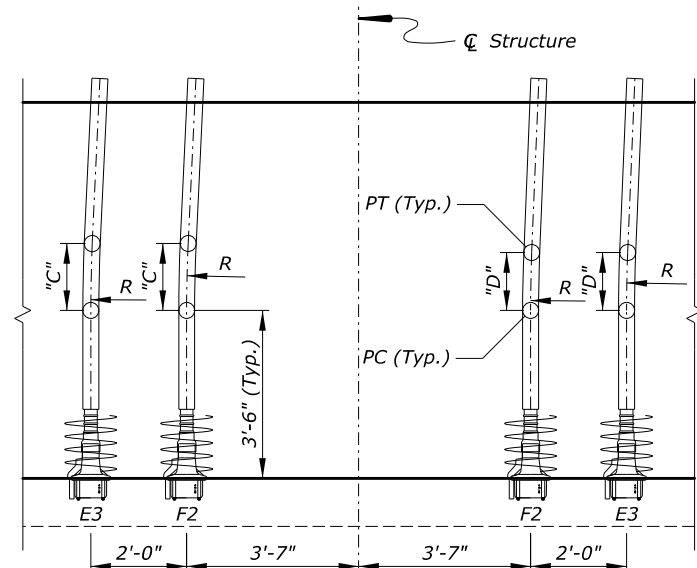 ℄ Structure
PT (Typ.)
"C"
R
"C"
R
"D"
R
"D"
R
PC (Typ.)
3'-6" (Typ.)
E3
F2
F2
E3
2'-0"
3'-7"
3'-7"
2'-0"